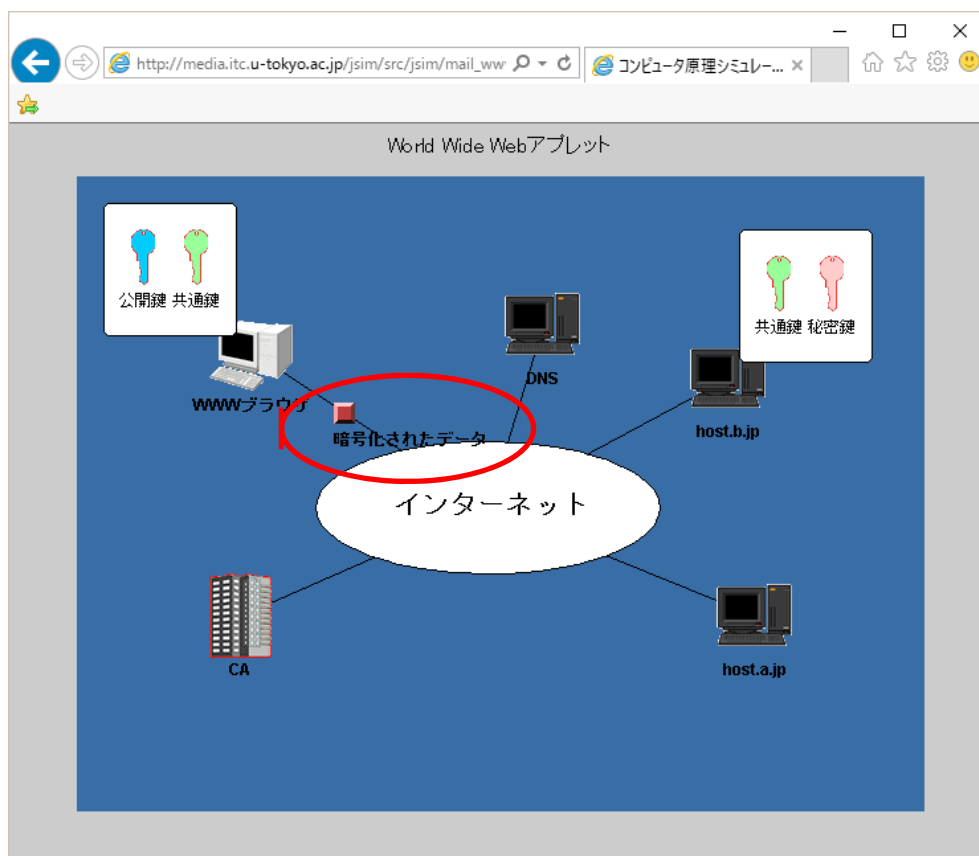 http://media.itc.u-tokyo.ac.jp/jsim/src/jsim/mail_ww
コンピュータ原理シミュレー...
World Wide Webアプレット
公開鍵 共通鍵
共通鍵 秘密鍵
DNS
WWWブラウザ
host.b.jp
暗号化されたデータ
インターネット
CA
host.a.jp